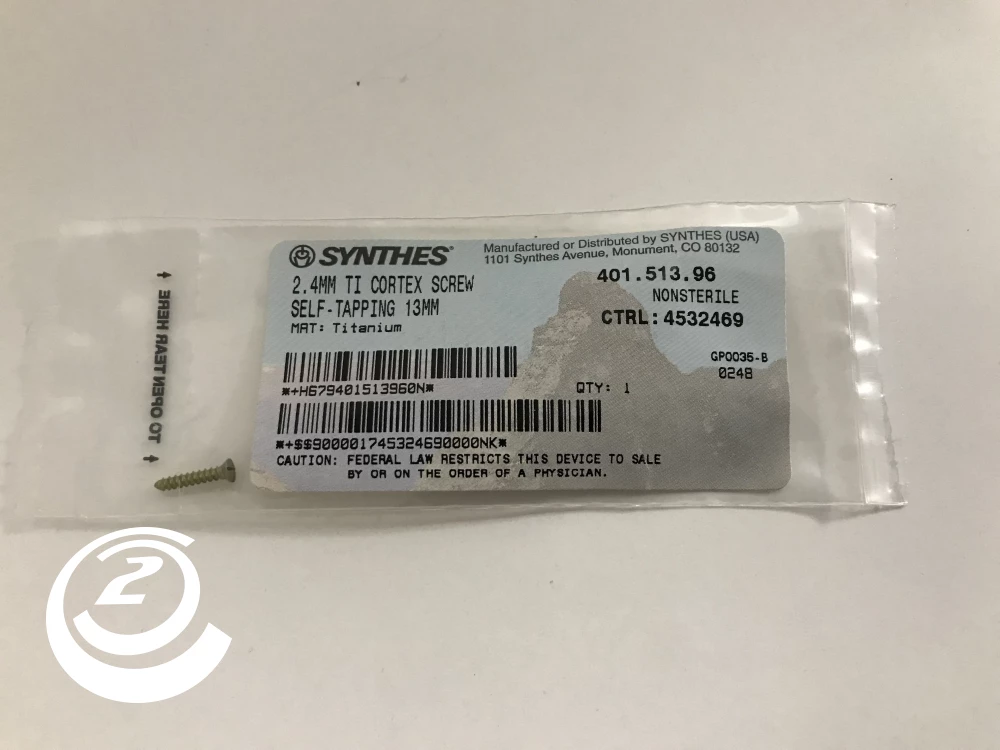 SYNTHES®
Manufactured or Distributed by SYNTHES (USA)
1101 Synthes Avenue, Monument, CO 80132
2.4MM TI CORTEX SCREW
SELF-TAPPING 13MM
MAT: Titanium
401.513.96
NONSTERILE
CTRL: 4532469
GP0035-B
0248
*+H679401513960N*
QTY: 1
*+$$900001745324690000NK*
CAUTION: FEDERAL LAW RESTRICTS THIS DEVICE TO SALE
BY OR ON THE ORDER OF A PHYSICIAN.
TO OPEN TEAR HERE
2